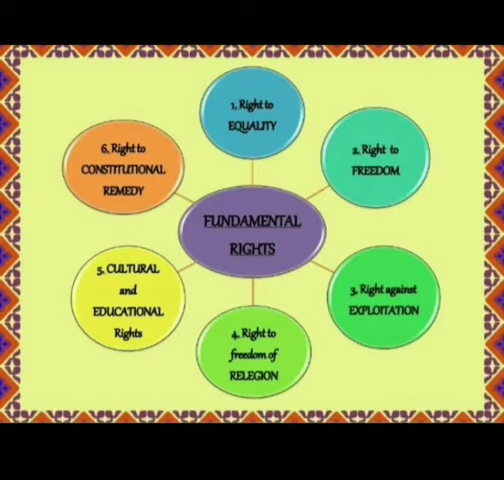 FUNDAMENTAL
RIGHTS
1. Right to
EQUALITY
2. Right to
FREEDOM
3. Right against
EXPLOITATION
4. Right to
freedom of
RELEGION
5. CULTURAL
and
EDUCATIONAL
Rights
6. Right to
CONSTITUTIONAL
REMEDY